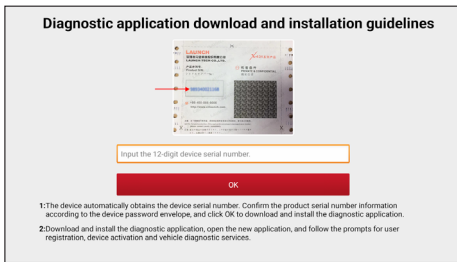 Diagnostic application download and installation guidelines
LAUNCH
Input the 12-digit device serial number.
OK
1:The device automatically obtains the device serial number. Confirm the product serial number information
according to the device password envelope, and click OK to download and install the diagnostic application.
2:Download and install the diagnostic application, open the new application, and follow the prompts for user
registration, device activation and vehicle diagnostic services.